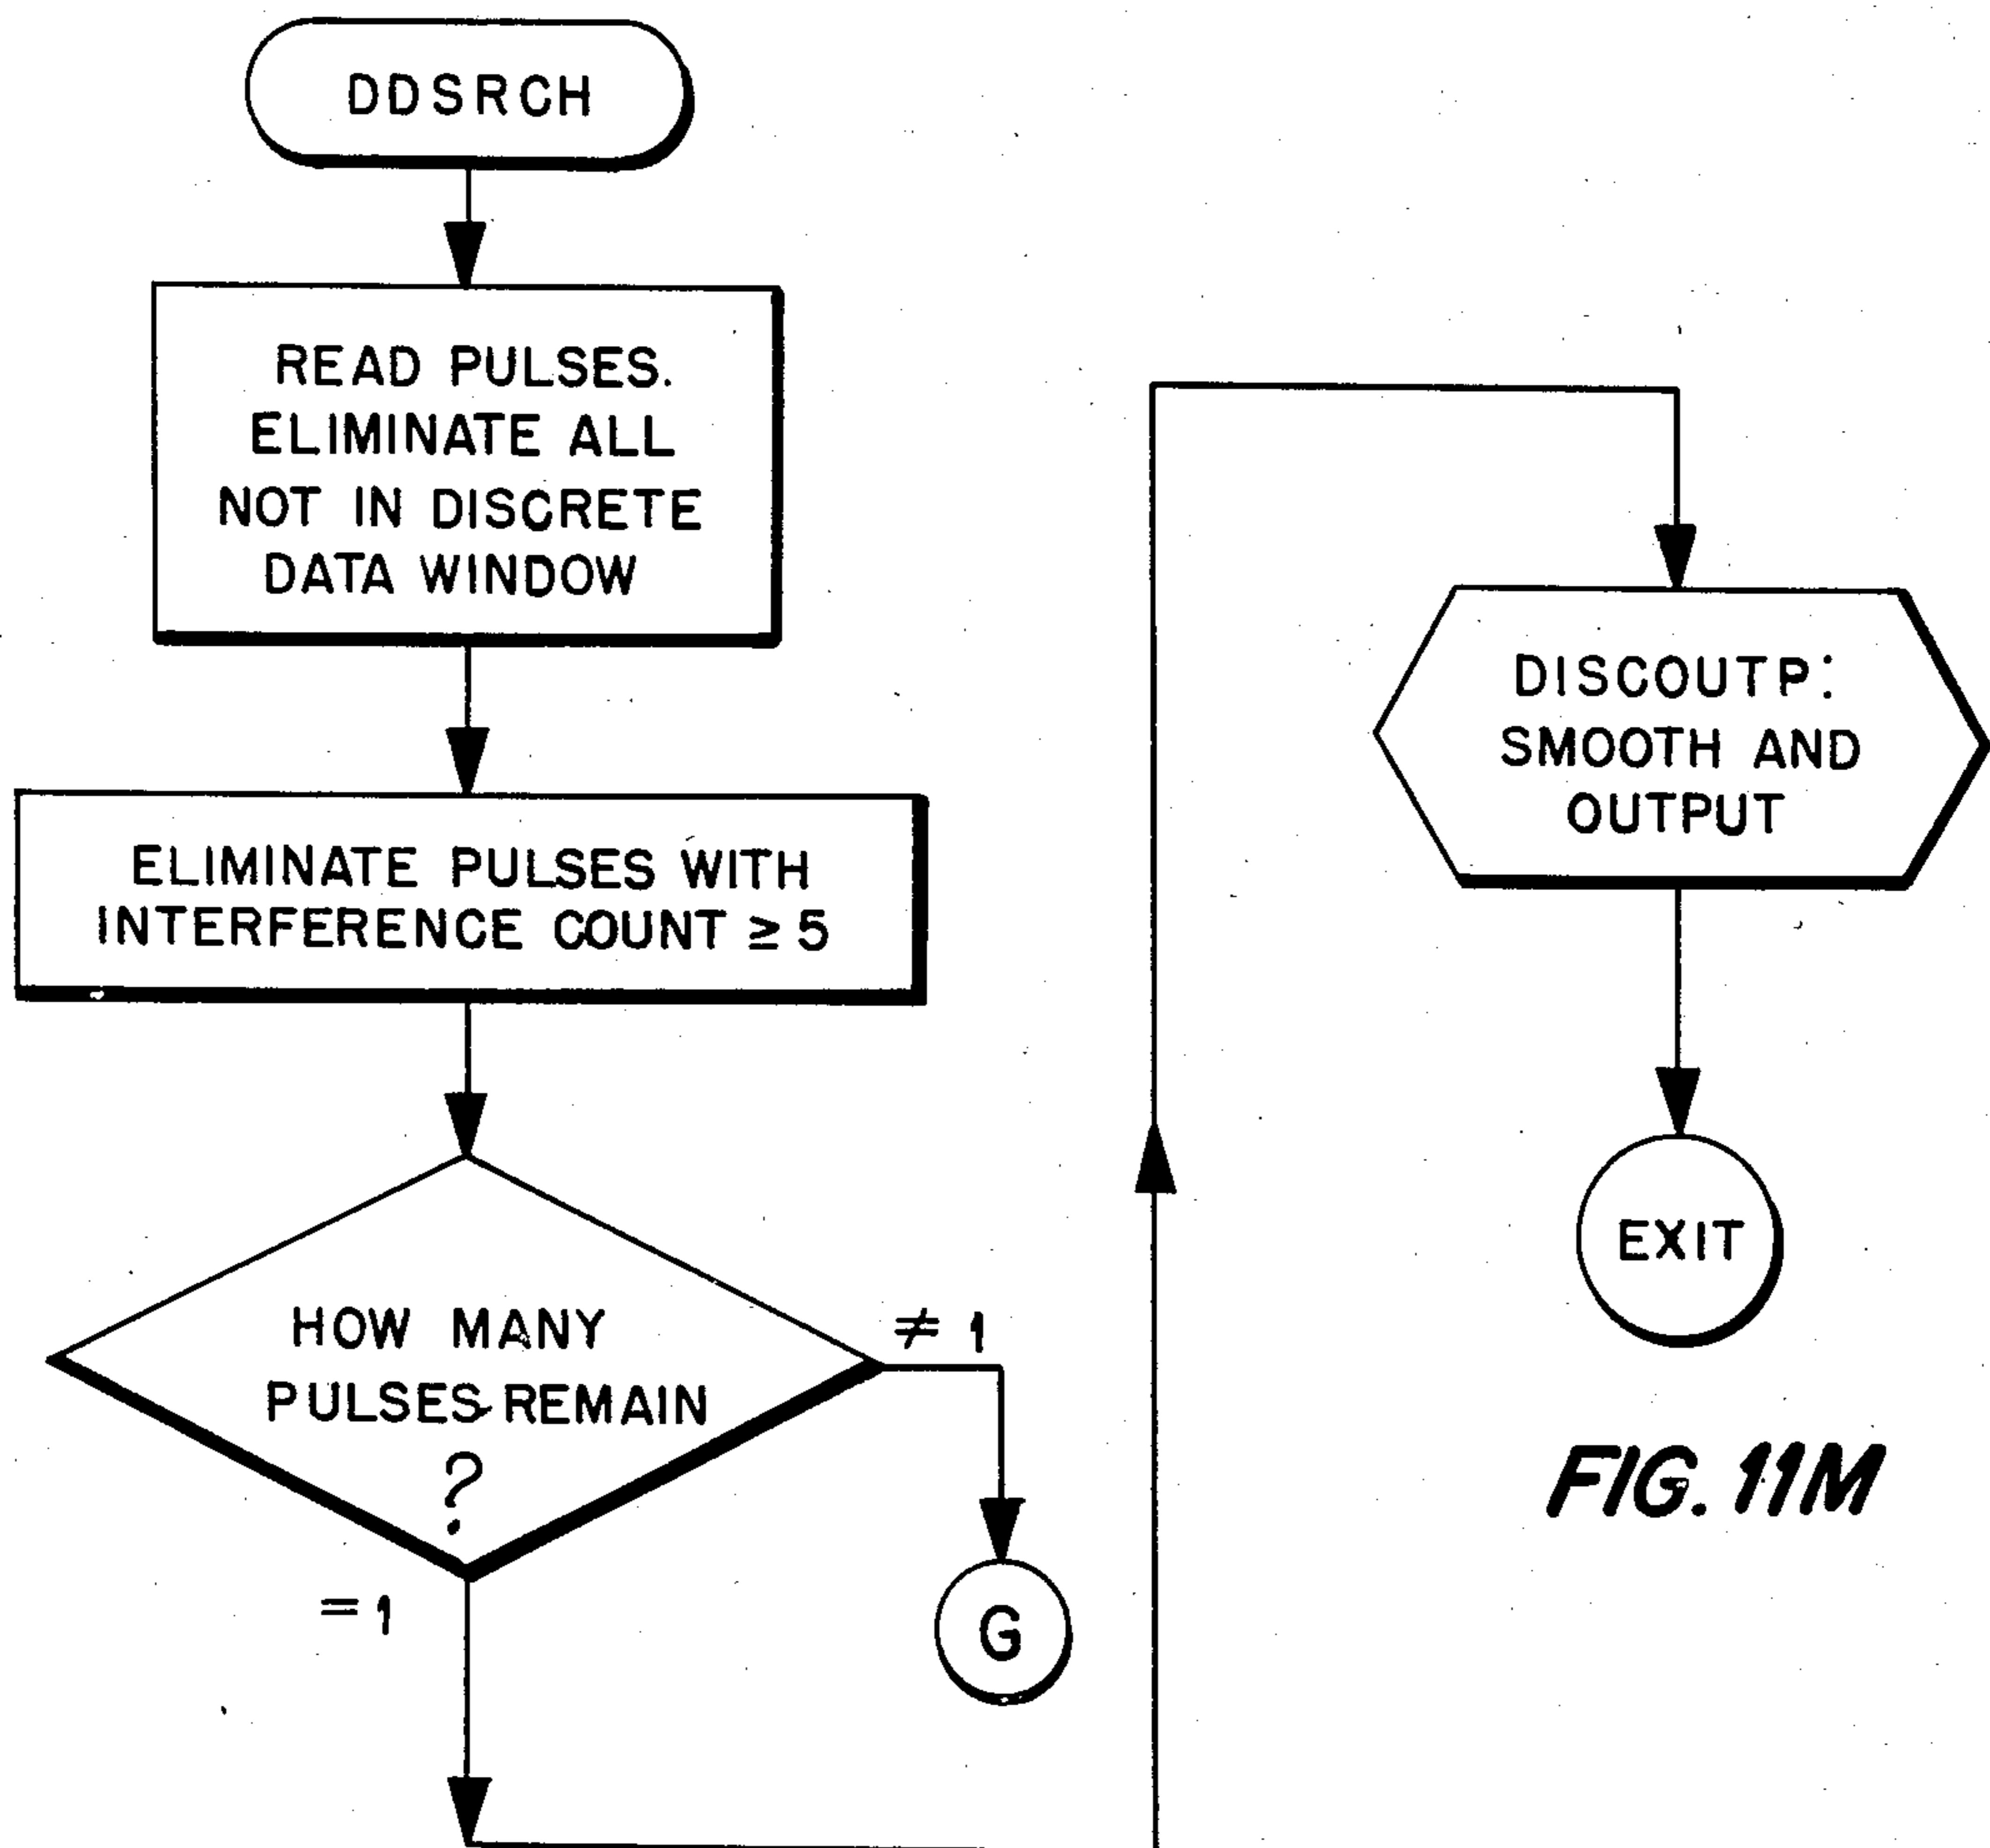 DDSRCH
READ PULSES.
ELIMINATE ALL
NOT IN DISCRETE
DATA WINDOW
ELIMINATE PULSES WITH
INTERFERENCE COUNT ≥ 5
HOW MANY
PULSES REMAIN
?
≠ 1
= 1
G
DISCOUTP:
SMOOTH AND
OUTPUT
EXIT
FIG. 11M